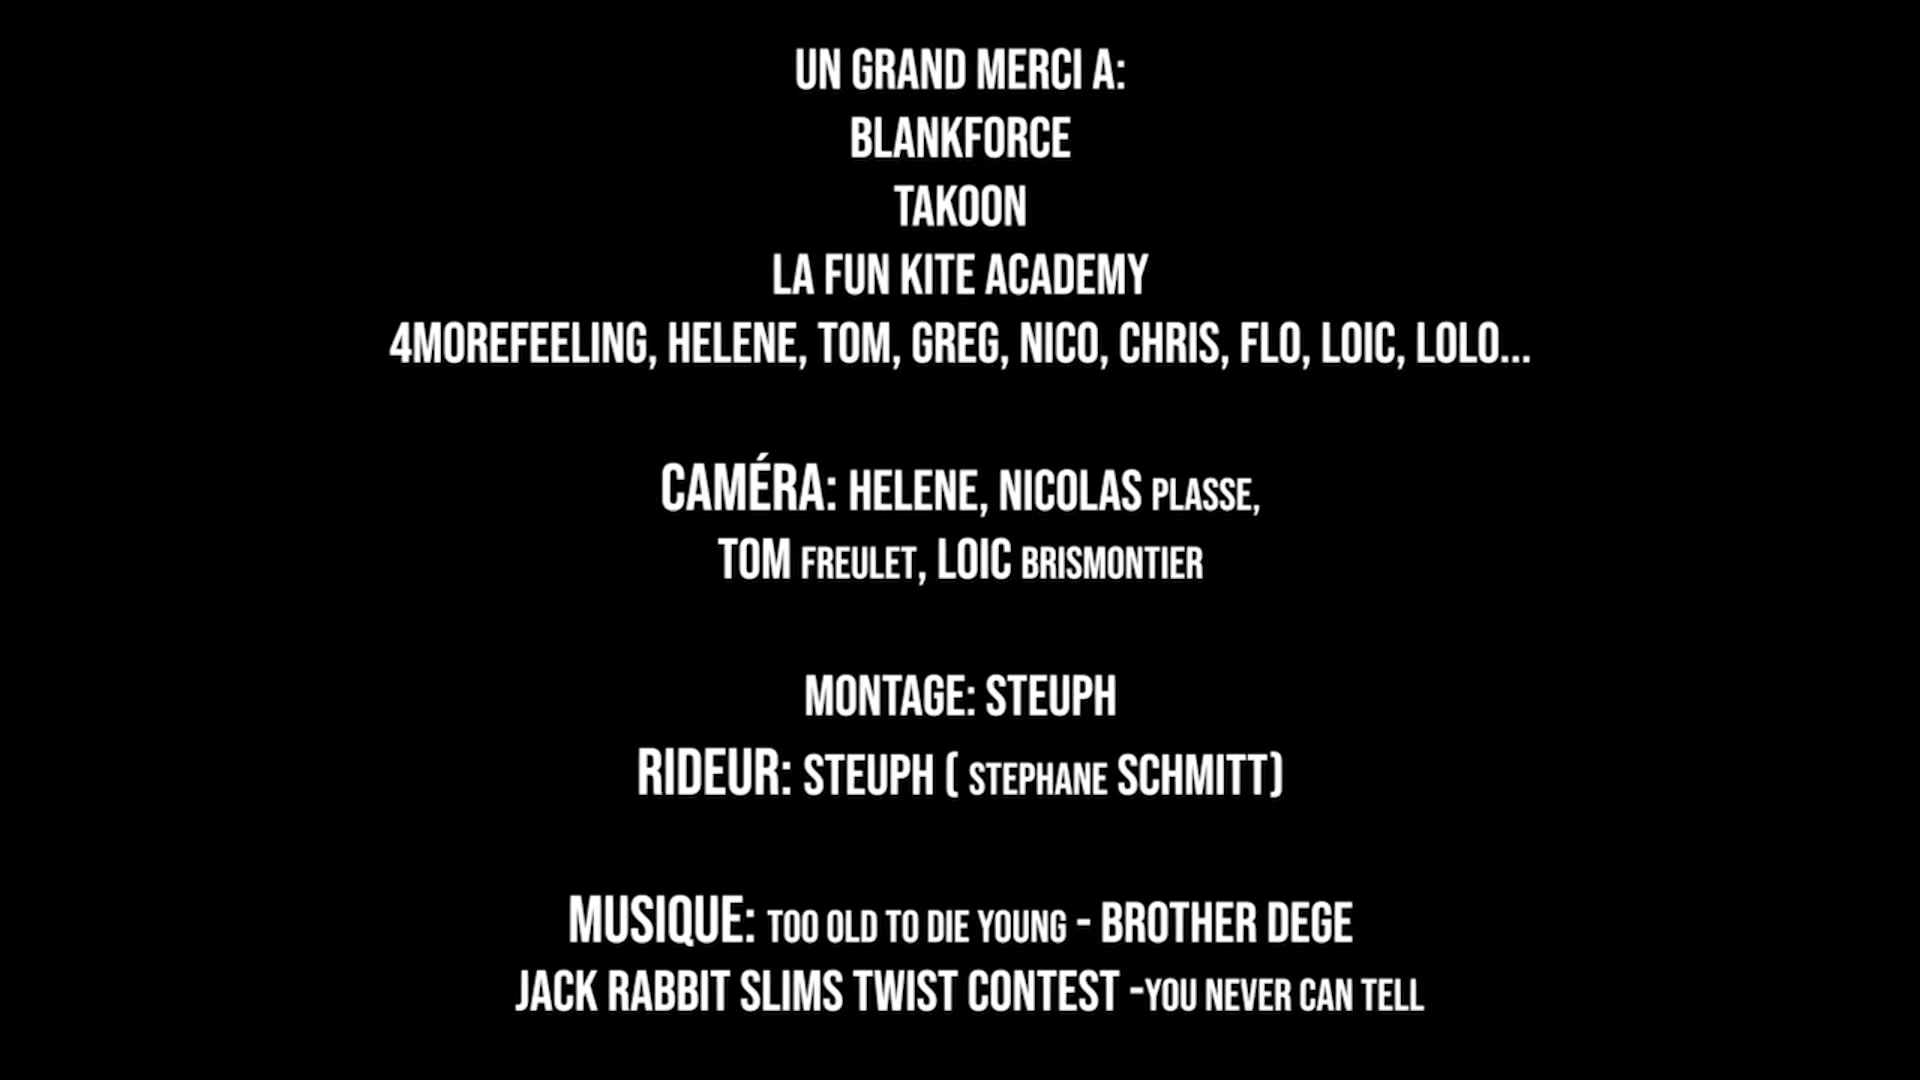 UN GRAND MERCI A:
BLANKFORCE
TAKOON
LA FUN KITE ACADEMY
4MOREFEELING, HELENE, TOM, GREG, NICO, CHRIS, FLO, LOIC, LOLO...
CAMÉRA: HELENE, NICOLAS PLASSE,
TOM FREULET, LOIC BRISMONTIER
MONTAGE: STEUPH
RIDEUR: STEUPH ( STEPHANE SCHMITT)
MUSIQUE: TOO OLD TO DIE YOUNG - BROTHER DEGE
JACK RABBIT SLIMS TWIST CONTEST -YOU NEVER CAN TELL